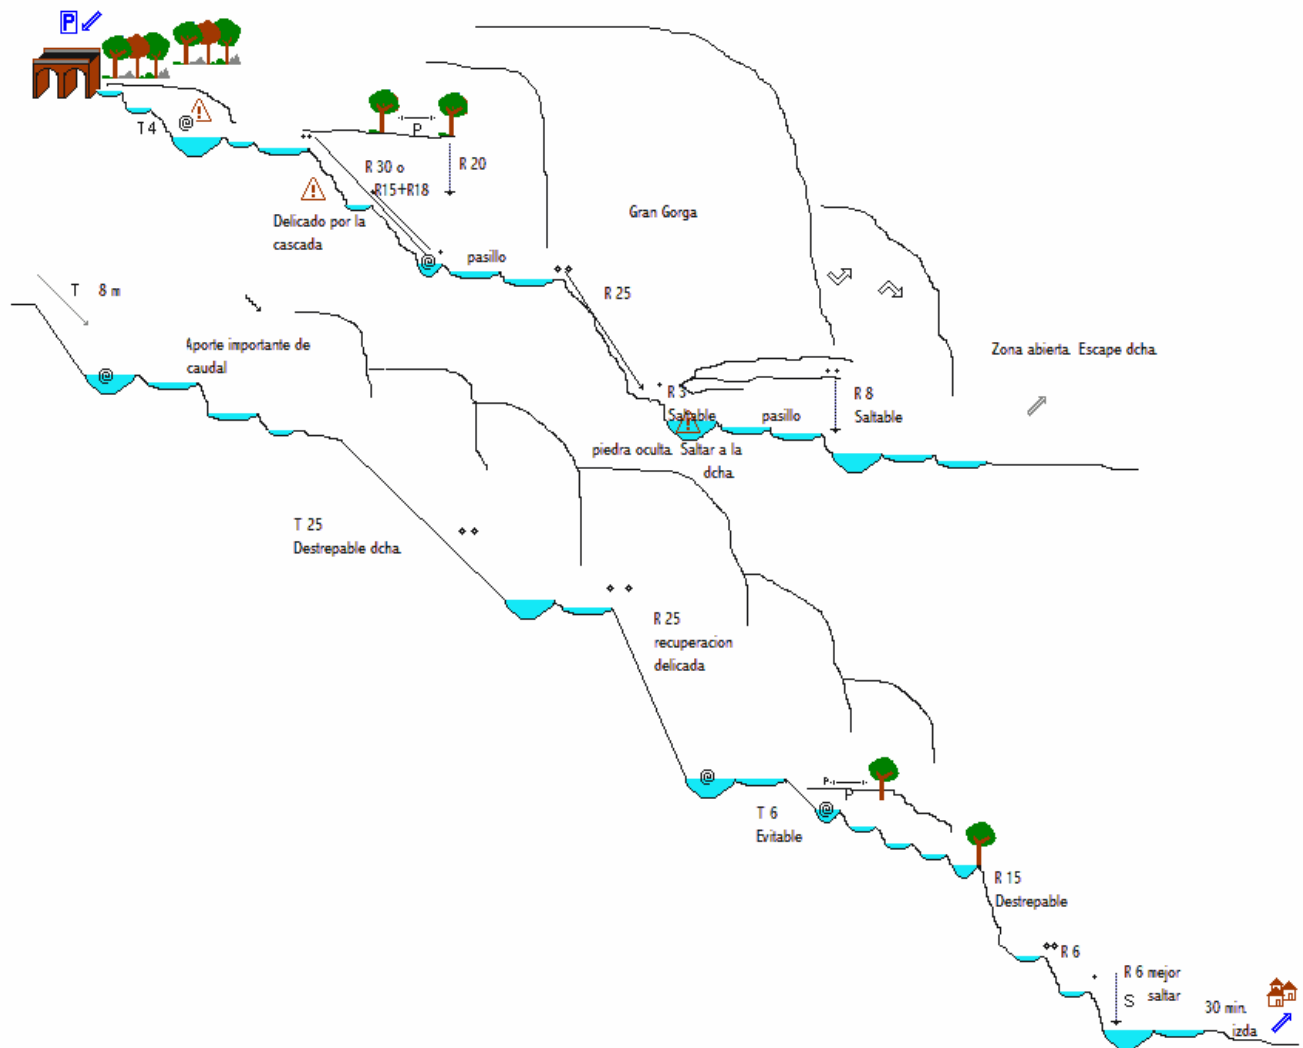 P
T4
@
P
R 30 o
R15+R18
R 20
Delicado por la
cascada
@
pasillo
Gran Gorga
R 25
Zona abierta. Escape dcha.
R 3
Saltable
pasillo
R 8
Saltable
piedra oculta. Saltar a la
dcha.
T 8 m
@
Aporte importante de
caudal
T 25
Destrepable dcha.
R 25
recuperacion
delicada
@
P
P
@
T 6
Evitable
R 15
Destrepable
R 6
R 6 mejor
saltar
S
30 min.
izda